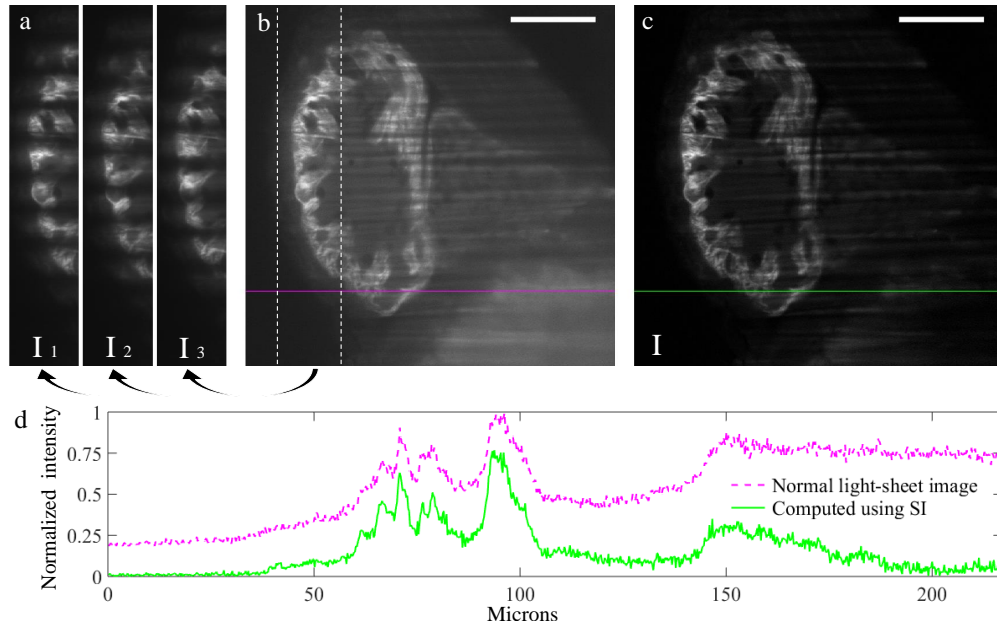 a
b
c
I 1
I 2
I 3
I
d
Normalized intensity
1
0.75
0.5
0.25
0
Normal light-sheet image
Computed using SI
0
50
100
150
200
Microns